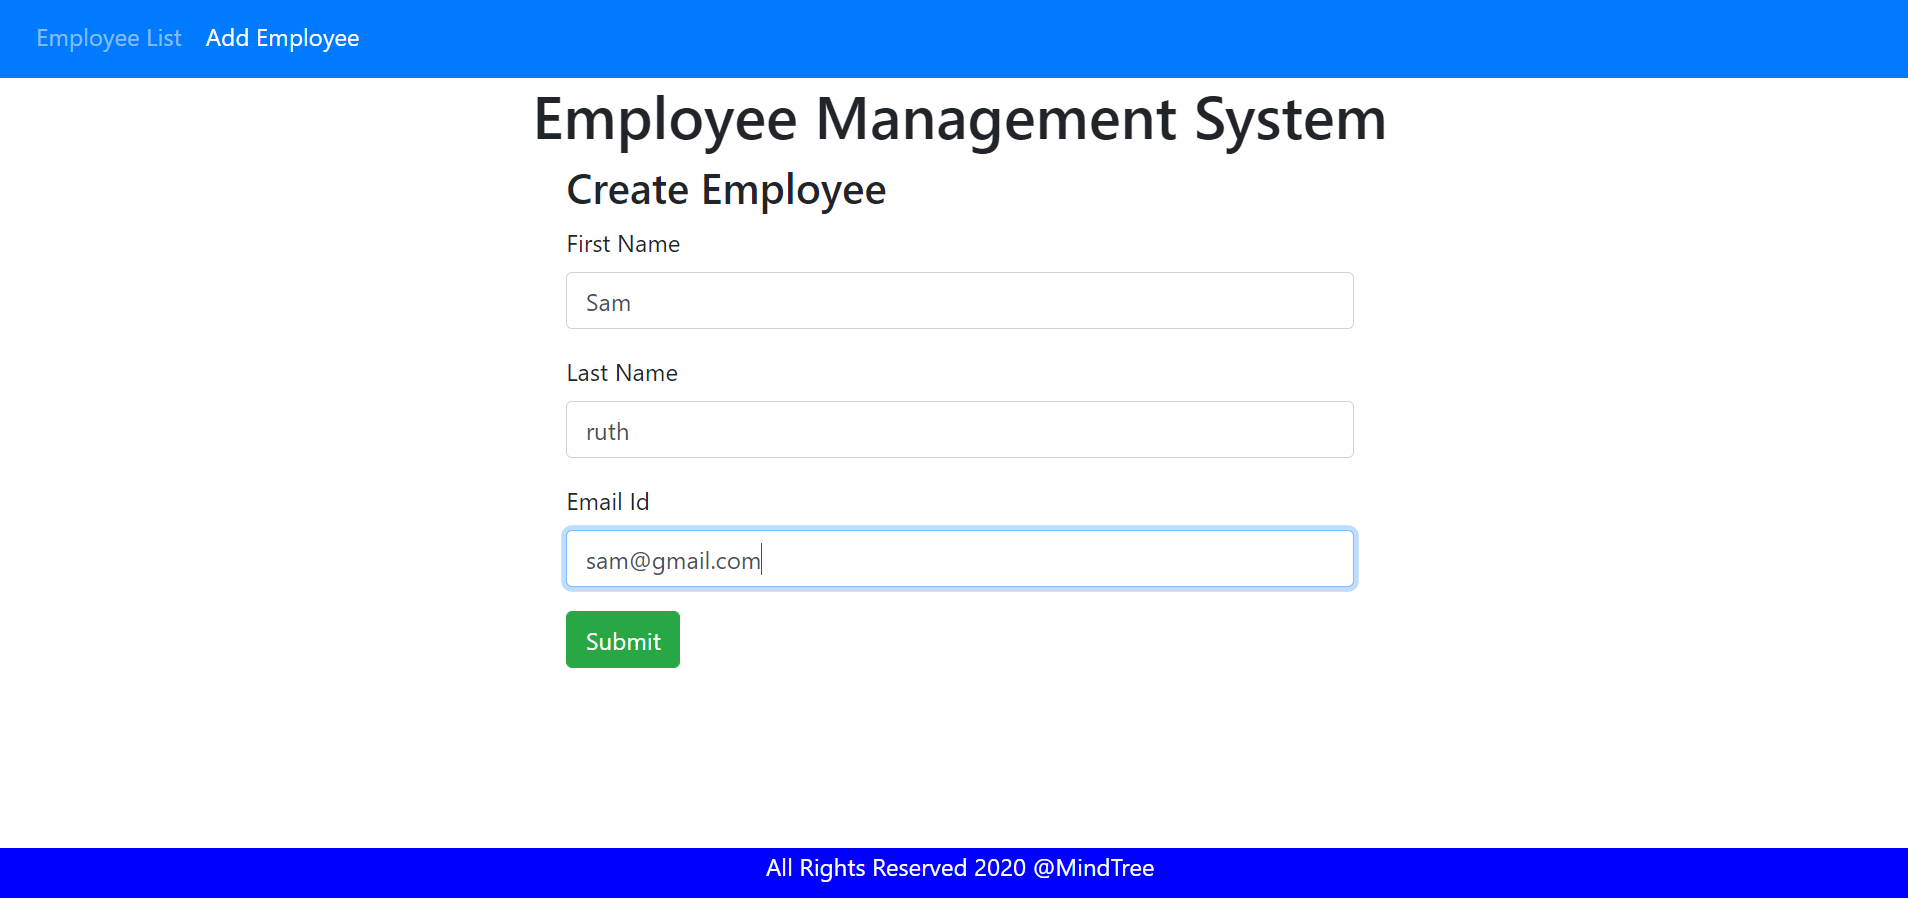 Employee List Add Employee
Employee Management System
Create Employee
First Name
Sam
Last Name
ruth
Email Id
sam@gmail.com
Submit
All Rights Reserved 2020 @MindTree